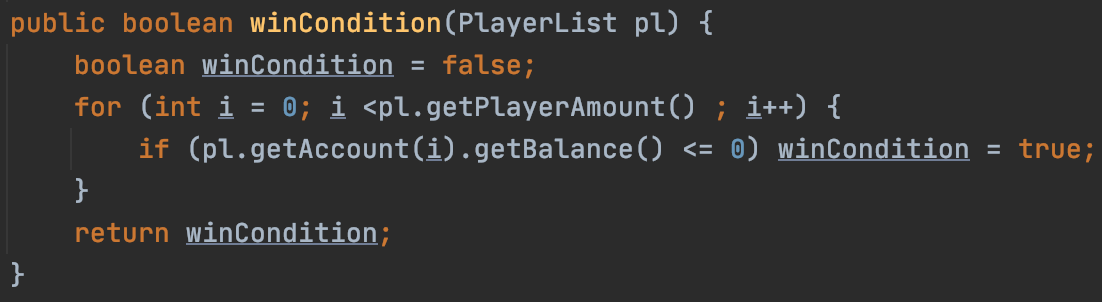 public boolean winCondition(PlayerList pl) {
    boolean winCondition = false;
    for (int i = 0; i <pl.getPlayerAmount() ; i++) {
        if (pl.getAccount(i).getBalance() <= 0) winCondition = true;
    }
    return winCondition;
}